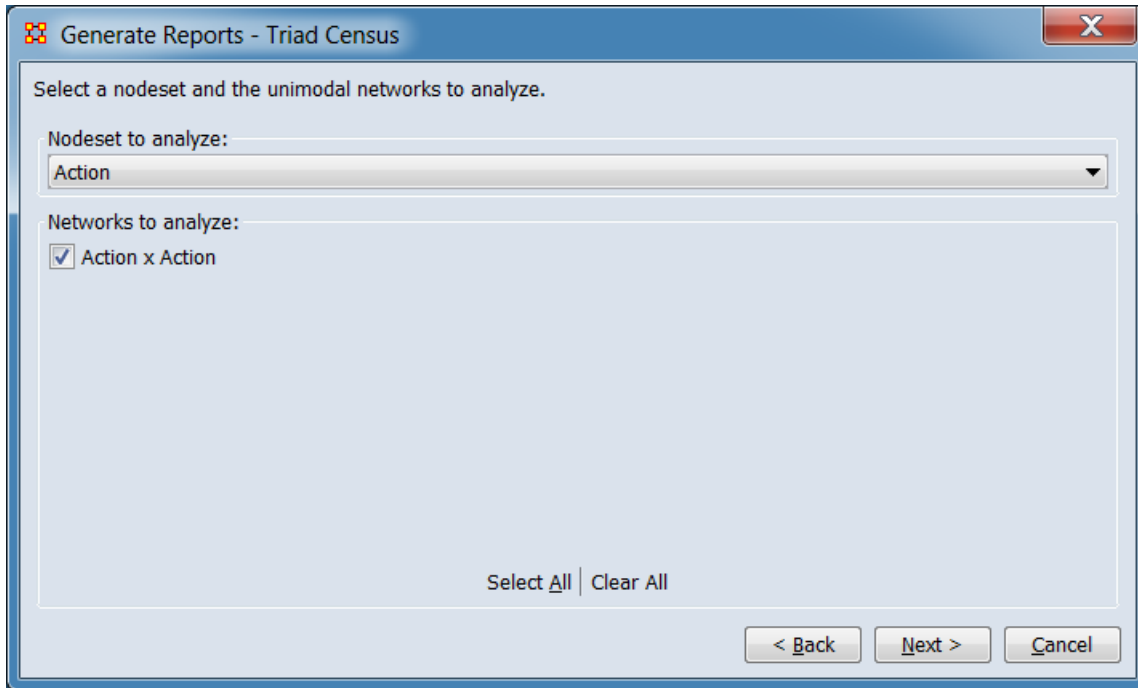 Generate Reports - Triad Census
Select a nodeset and the unimodal networks to analyze.
Nodeset to analyze:
Action
Networks to analyze:
Action x Action
Select All Clear All
< Back Next > Cancel